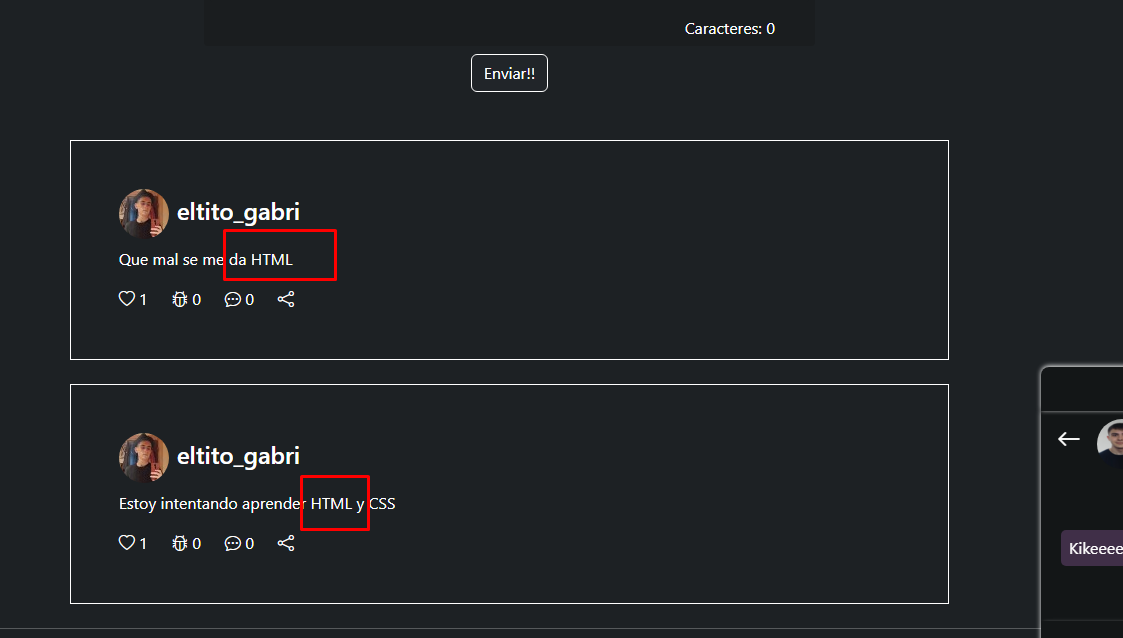 Caracteres: 0
Enviar!!
eltito_gabri
Que mal se me da HTML
1 0 0
eltito_gabri
Estoy intentando aprender HTML y CSS
1 0 0
Kikeeee